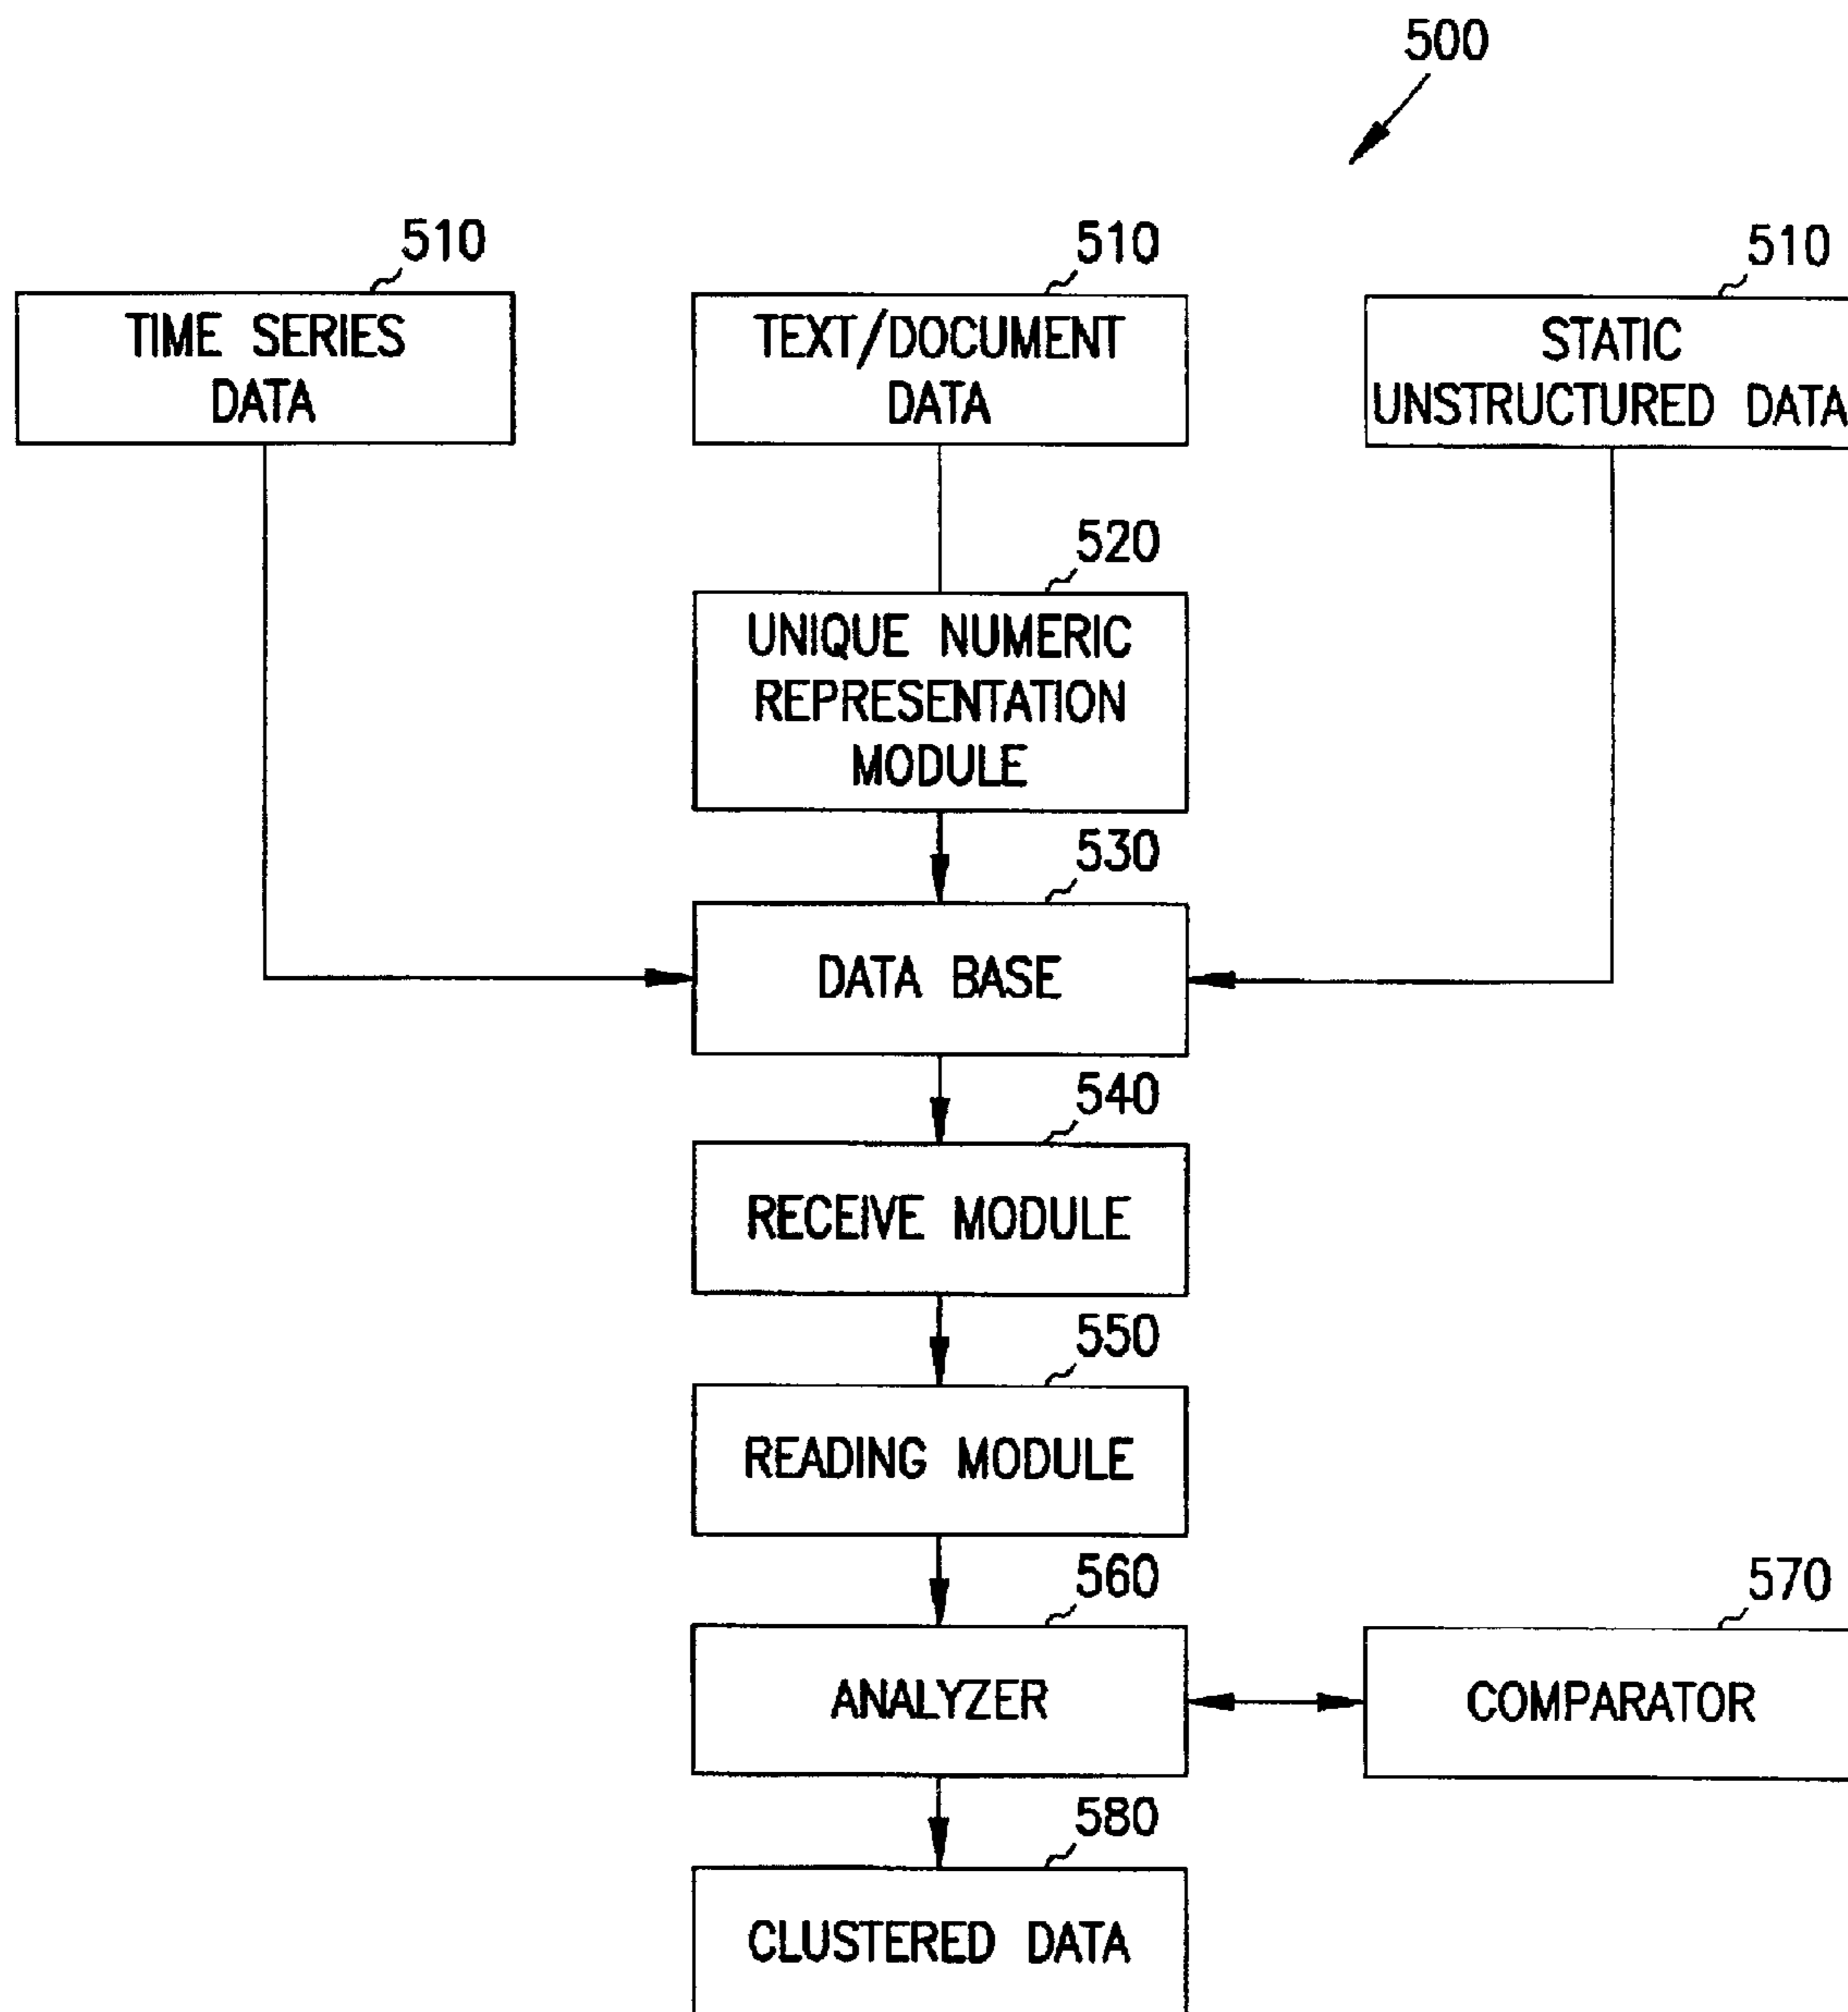 500
510
510
510
TIME SERIES
DATA
TEXT/DOCUMENT
DATA
STATIC
UNSTRUCTURED DATA
520
UNIQUE NUMERIC
REPRESENTATION
MODULE
530
DATA BASE
540
RECEIVE MODULE
550
READING MODULE
560
ANALYZER
570
COMPARATOR
580
CLUSTERED DATA